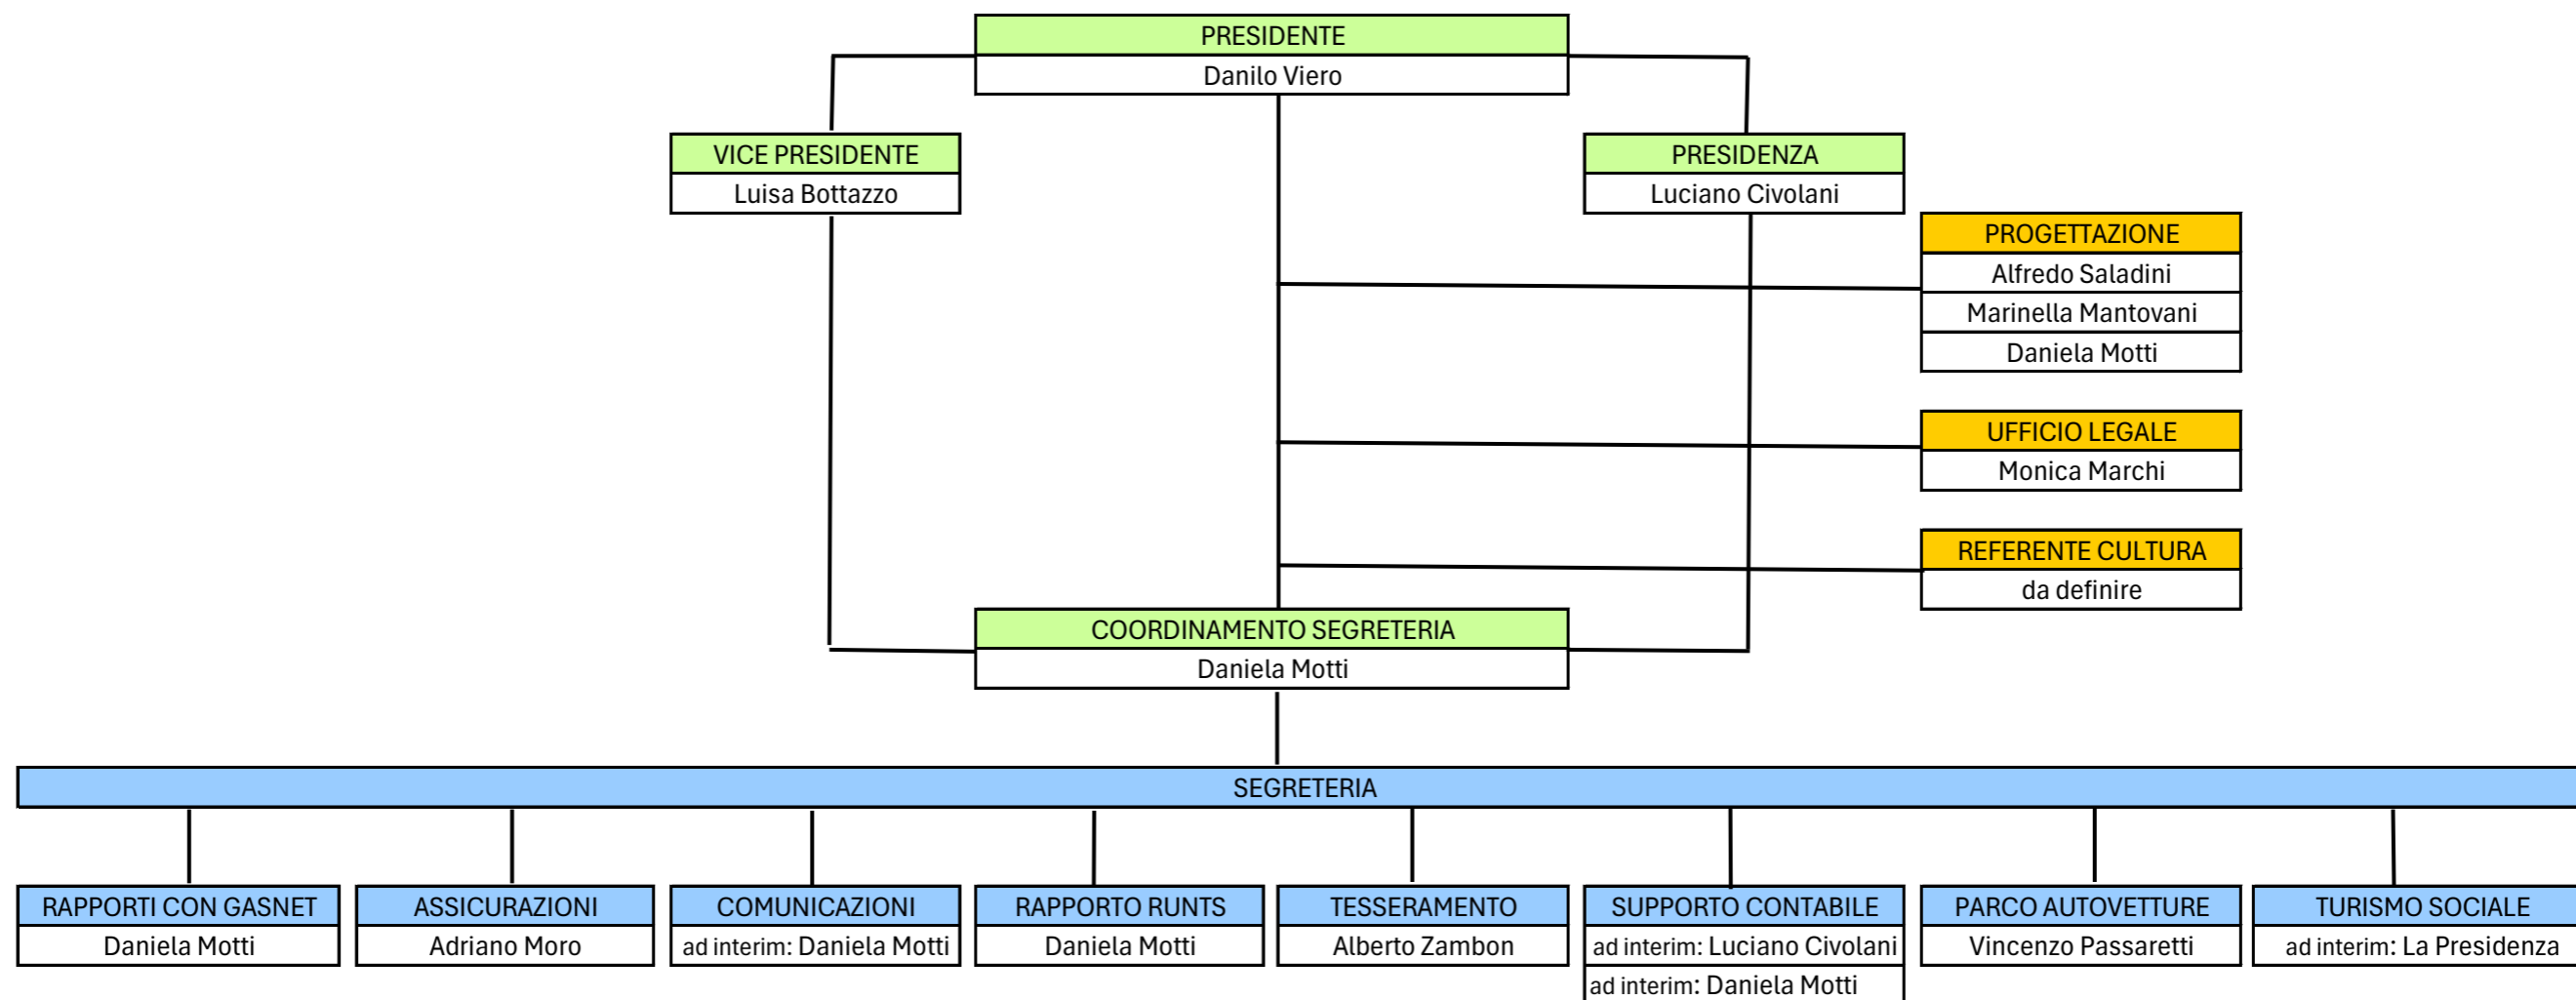 PRESIDENTE
Danilo Viero
VICE PRESIDENTE
Luisa Bottazzo
PRESIDENZA
Luciano Civolani
PROGETTAZIONE
Alfredo Saladini
Marinella Mantovani
Daniela Motti
UFFICIO LEGALE
Monica Marchi
REFERENTE CULTURA
da definire
COORDINAMENTO SEGRETERIA
Daniela Motti
SEGRETERIA
RAPPORTI CON GASNET
Daniela Motti
ASSICURAZIONI
Adriano Moro
COMUNICAZIONI
ad interim: Daniela Motti
RAPPORTO RUNTS
Daniela Motti
TESSERAMENTO
Alberto Zambon
SUPPORTO CONTABILE
ad interim: Luciano Civolani
ad interim: Daniela Motti
PARCO AUTOVETTURE
Vincenzo Passaretti
TURISMO SOCIALE
ad interim: La Presidenza